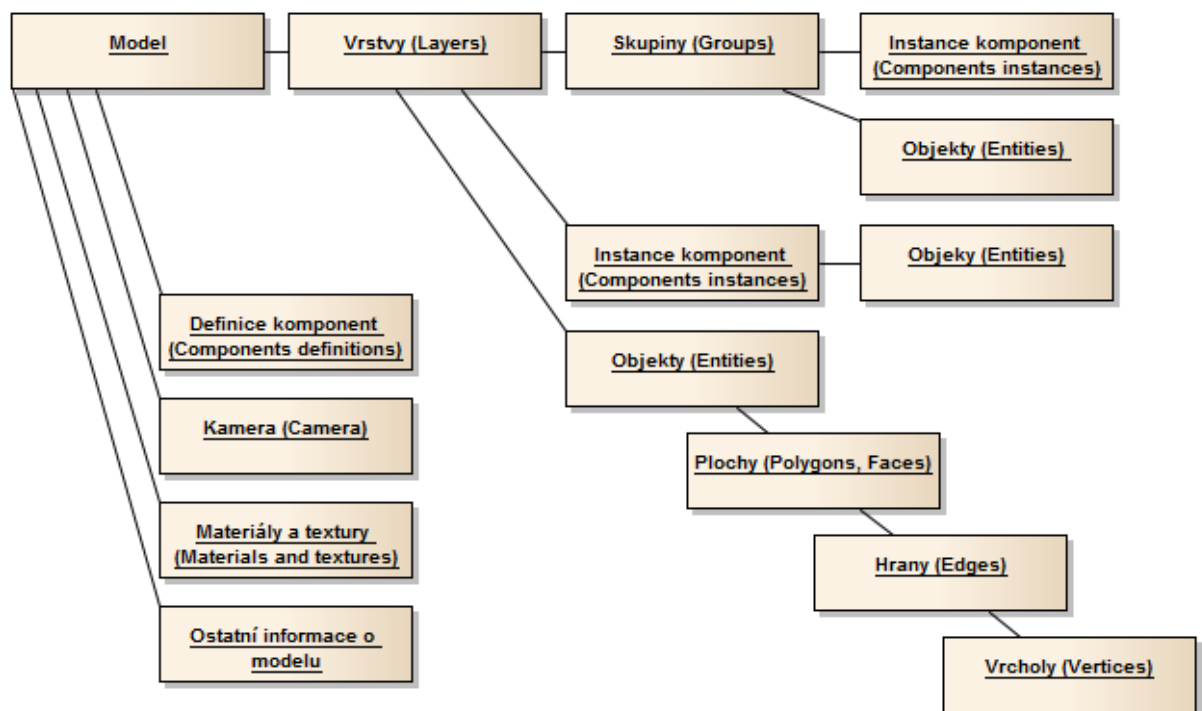 Model
Vrstvy (Layers)
Skupiny (Groups)
Instance komponent
(Components instances)
Objekty (Entities)
Instance komponent
(Components instances)
Objeky (Entities)
Definice komponent
(Components definitions)
Objekty (Entities)
Kamera (Camera)
Plochy (Polygons, Faces)
Materiály a textury
(Materials and textures)
Hrany (Edges)
Ostatní informace o
modelu
Vrcholy (Vertices)